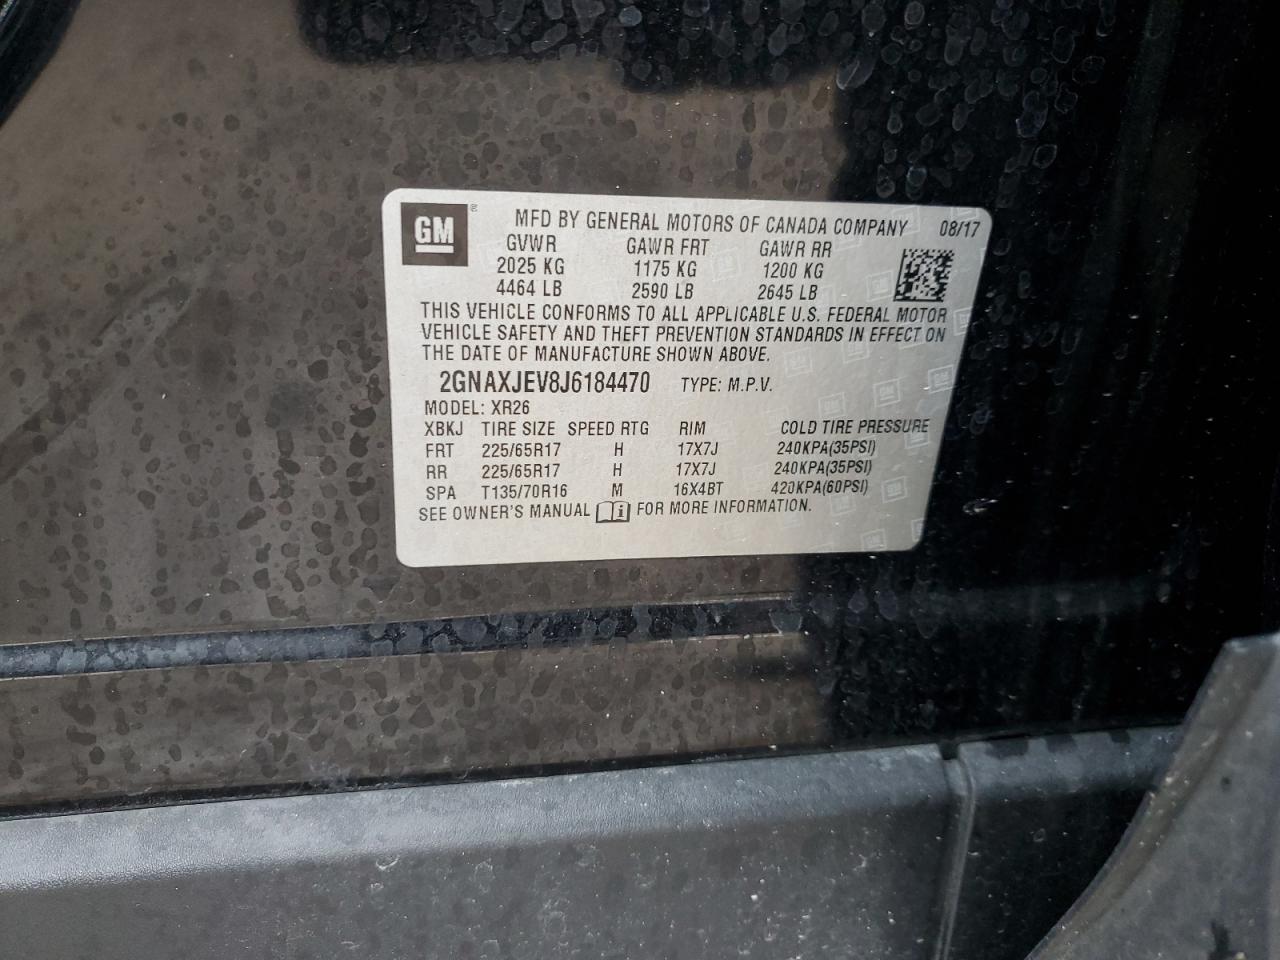 GM ® MFD BY GENERAL MOTORS OF CANADA COMPANY 08/17
GVWR GAWR FRT GAWR RR
2025 KG 1175 KG 1200 KG
4464 LB 2590 LB 2645 LB
THIS VEHICLE CONFORMS TO ALL APPLICABLE U.S. FEDERAL MOTOR
VEHICLE SAFETY AND THEFT PREVENTION STANDARDS IN EFFECT ON
THE DATE OF MANUFACTURE SHOWN ABOVE.
2GNAXJEV8J6184470 TYPE: M.P.V.
MODEL: XR26
XBKJ TIRE SIZE SPEED RTG RIM COLD TIRE PRESSURE
FRT 225/65R17 H 17X7J 240KPA(35PSI)
RR 225/65R17 H 17X7J 240KPA(35PSI)
SPA T135/70R16 M 16X4BT 420KPA(60PSI)
SEE OWNER'S MANUAL i FOR MORE INFORMATION.